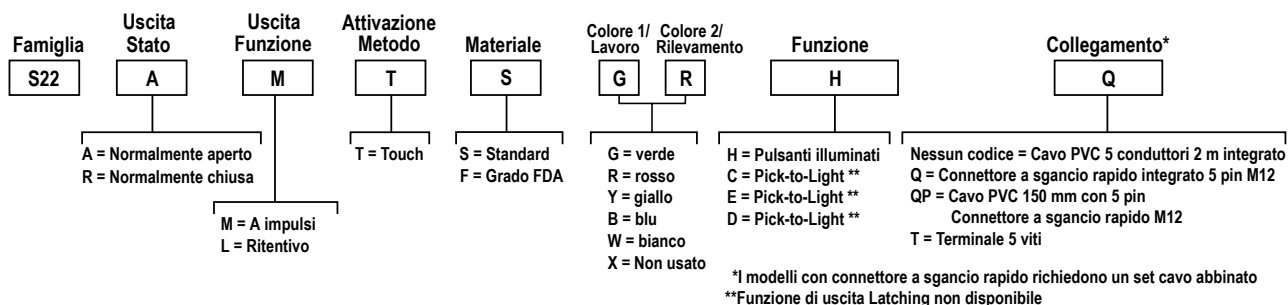 Famiglia
S22
Uscita
Stato
A
A = Normalmente aperto
R = Normalmente chiusa
Uscita
Funzione
M
M = A impulsi
L = Ritentivo
Attivazione
Metodo
T
T = Touch
Materiale
S
S = Standard
F = Grado FDA
Colore 1/
Lavoro
G
Colore 2/
Rilevamento
R
G = verde
R = rosso
Y = giallo
B = blu
W = bianco
X = Non usato
Funzione
H
H = Pulsanti illuminati
C = Pick-to-Light **
E = Pick-to-Light **
D = Pick-to-Light **
Collegamento*
Q
Nessun codice = Cavo PVC 5 conduttori 2 m integrato
Q = Connettore a sgancio rapido integrato 5 pin M12
QP = Cavo PVC 150 mm con 5 pin
Connettore a sgancio rapido M12
T = Terminale 5 viti
*I modelli con connettore a sgancio rapido richiedono un set cavo abbinato
**Funzione di uscita Latching non disponibile